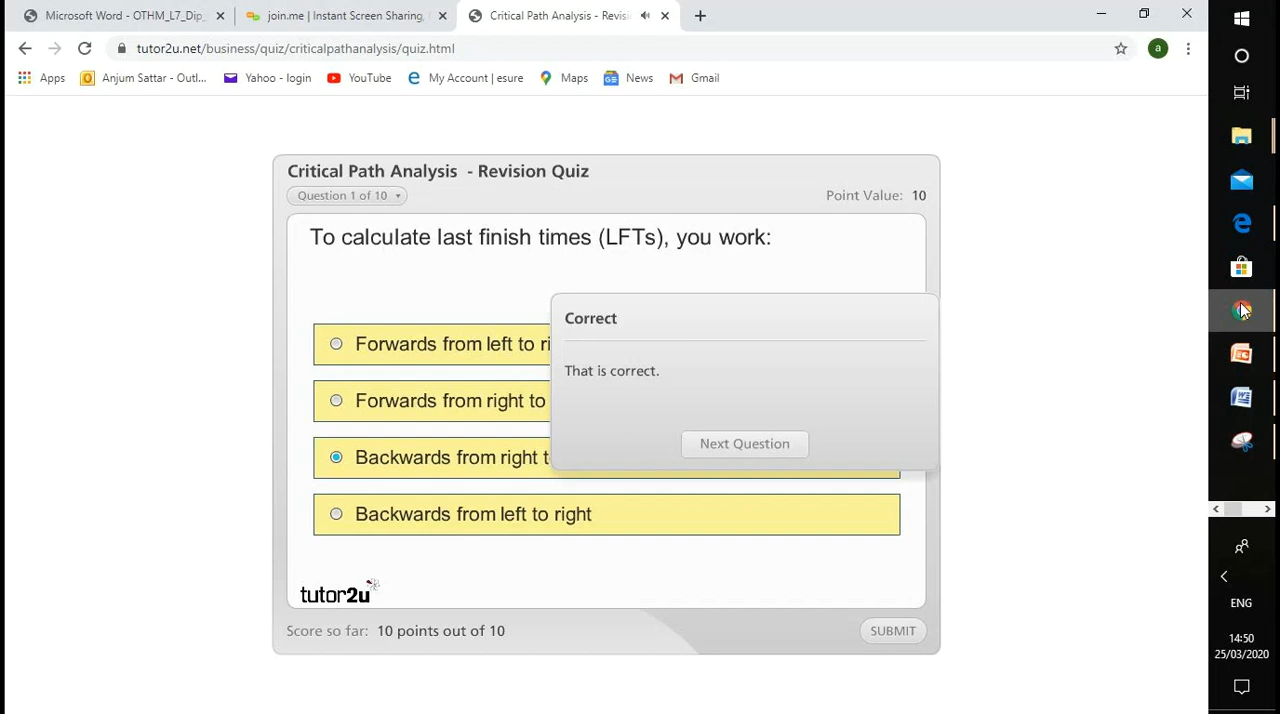 Microsoft Word - OTHM_L7_Dip_
join.me | Instant Screen Sharing,
Critical Path Analysis - Revisi
tutor2u.net/business/quiz/criticalpathanalysis/quiz.html
a
Apps
Anjum Sattar - Outl...
Yahoo - login
YouTube
My Account | esure
Maps
News
Gmail
Critical Path Analysis - Revision Quiz
Question 1 of 10
Point Value: 10
To calculate last finish times (LFTs), you work:
Correct
That is correct.
Next Question
Forwards from left to ri
Forwards from right to
Backwards from right t
Backwards from left to right
tutor2u
Score so far: 10 points out of 10
SUBMIT
ENG
14:50
25/03/2020